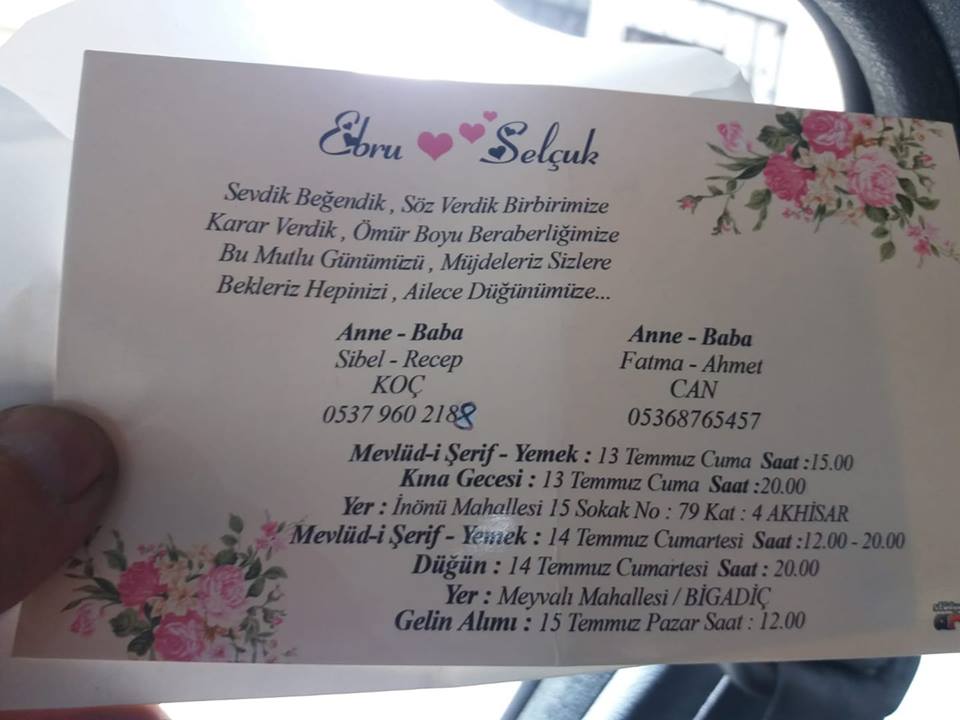 Ebru Selçuk
Sevdik Beğendik , Söz Verdik Birbirimize
Karar Verdik , Ömür Boyu Beraberliğimize
Bu Mutlu Günümüzü , Müjdeleriz Sizlere
Bekleriz Hepinizi , Ailece Düğünümüze...
Anne - Baba
Sibel - Recep
KOÇ
0537 960 2188
Anne - Baba
Fatma - Ahmet
CAN
05368765457
Mevlüd-i Şerif - Yemek : 13 Temmuz Cuma Saat :15.00
Kına Gecesi : 13 Temmuz Cuma Saat :20.00
Yer : İnönü Mahallesi 15 Sokak No : 79 Kat : 4 AKHİSAR
Mevlüd-i Şerif - Yemek : 14 Temmuz Cumartesi Saat :12.00 - 20.00
Düğün : 14 Temmuz Cumartesi Saat : 20.00
Yer : Meyvalı Mahallesi / BİGADİÇ
Gelin Alımı : 15 Temmuz Pazar Saat : 12.00